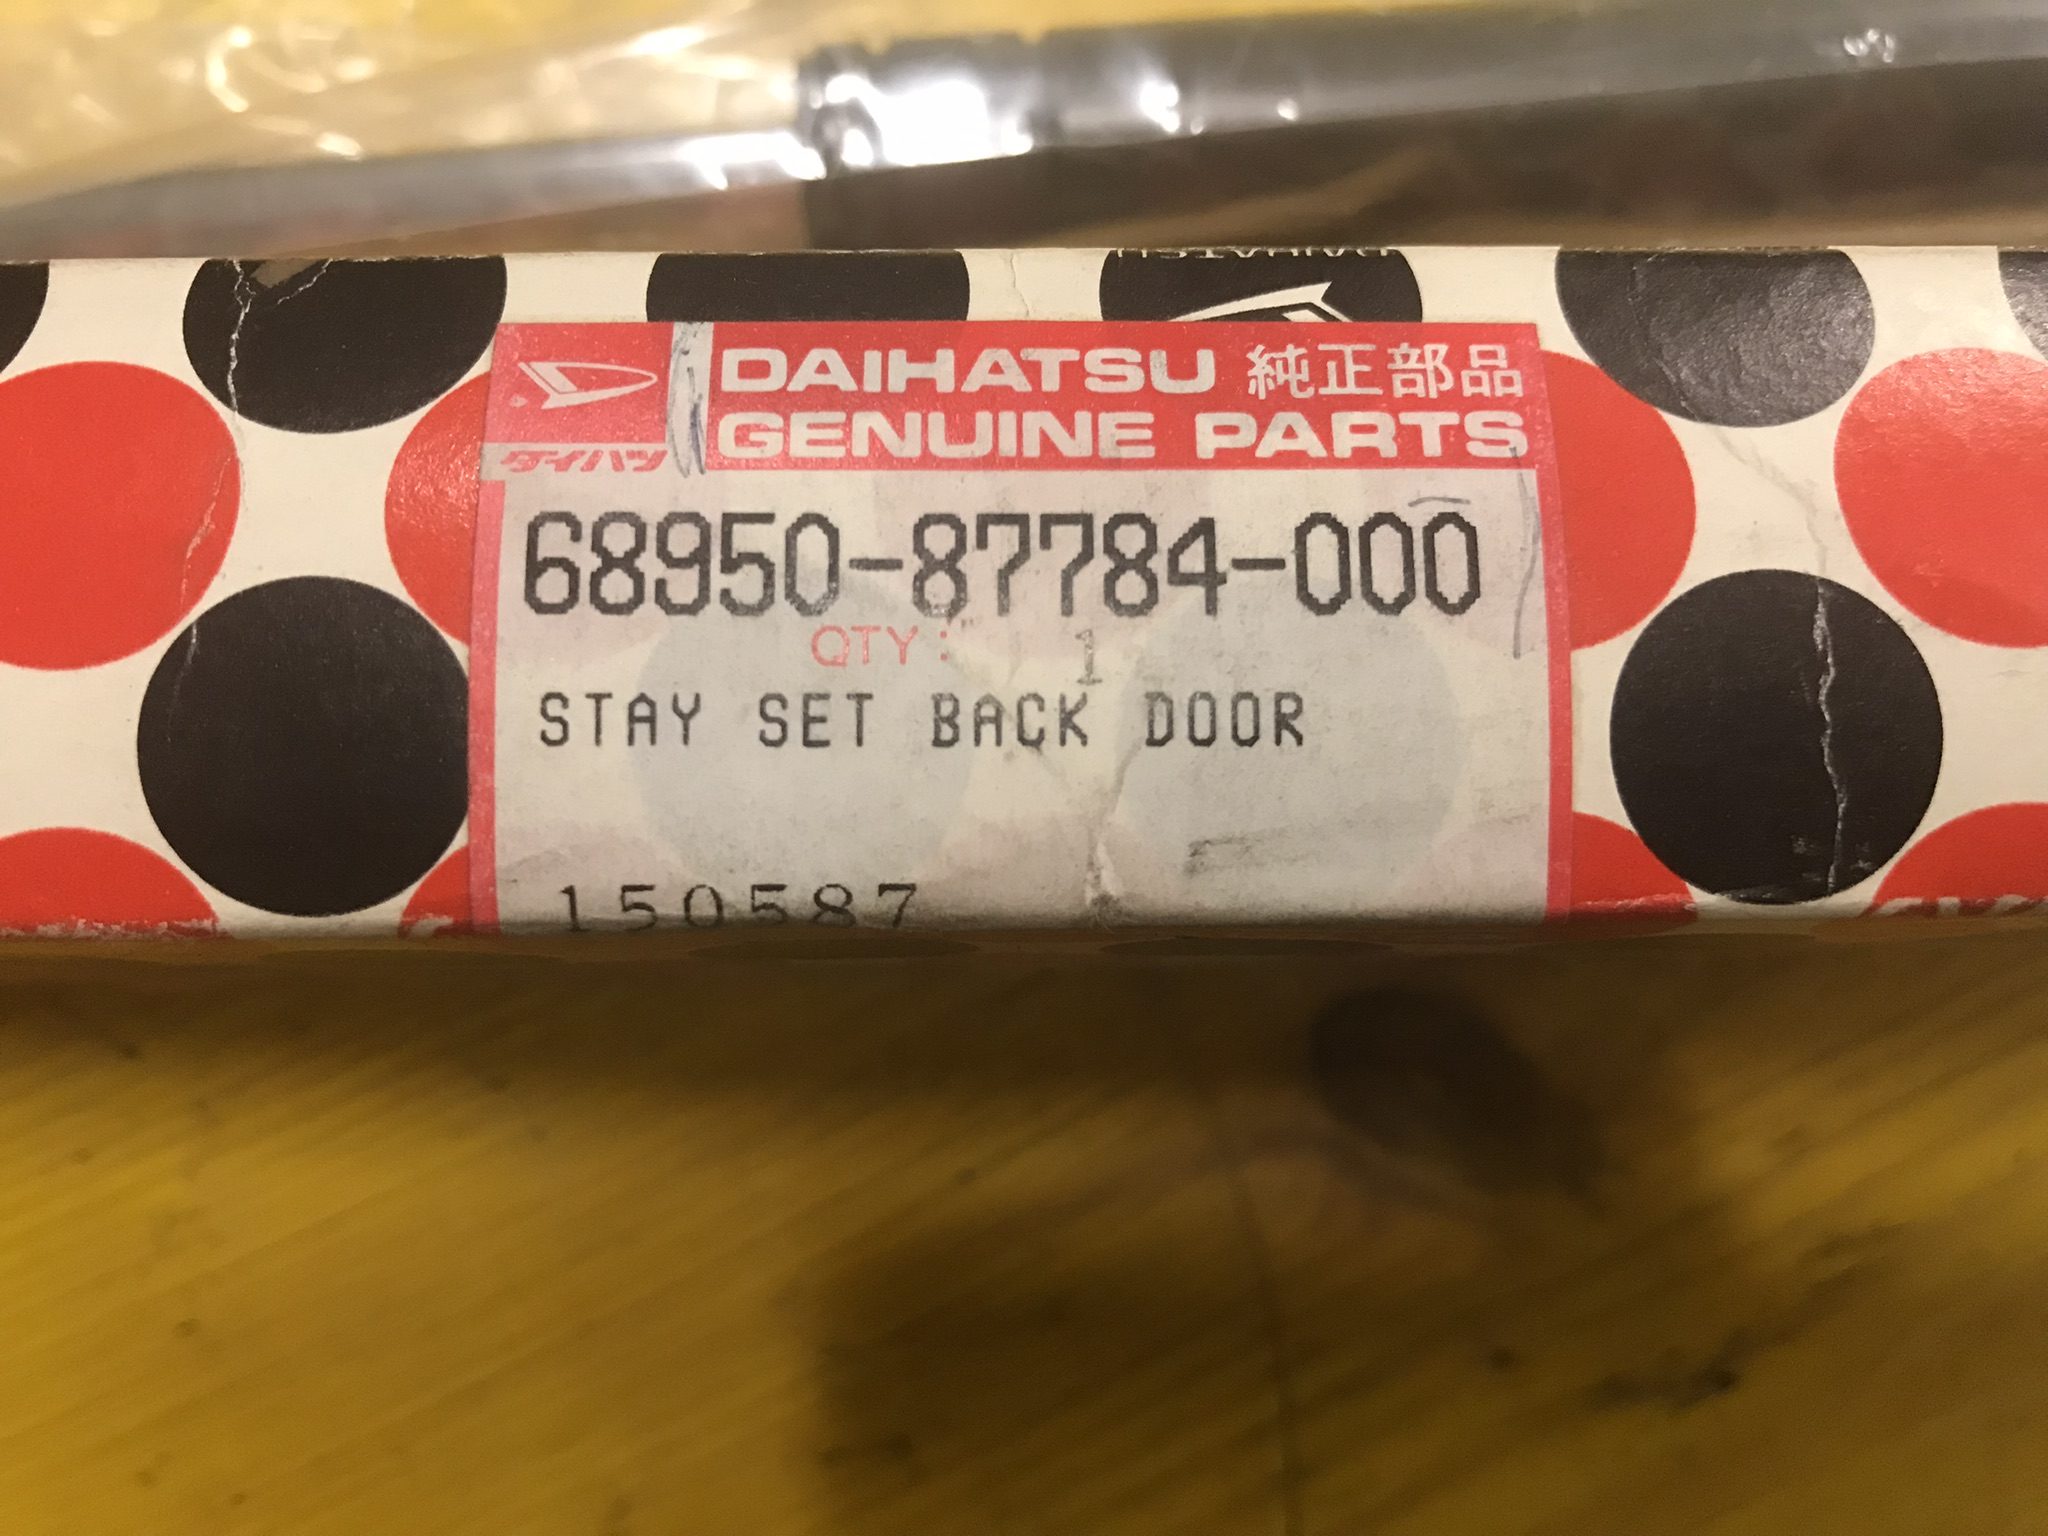 DAIHATSU
DAIHATSU 純正部品
GENUINE PARTS
ダイハツ
68950-87784-000
QTY: 1
STAY SET BACK DOOR
150587